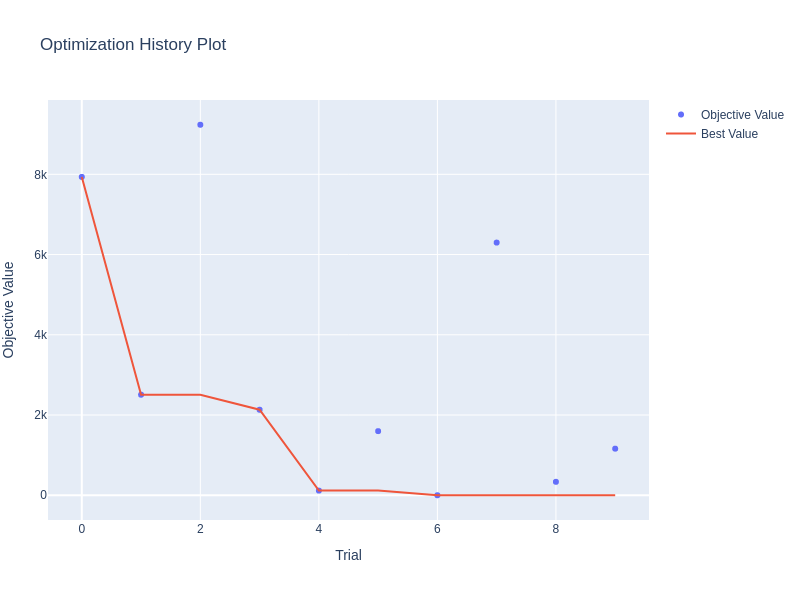 Optimization History Plot
Objective Value
Best Value
8k
6k
4k
2k
0
Objective Value
0 2 4 6 8
Trial